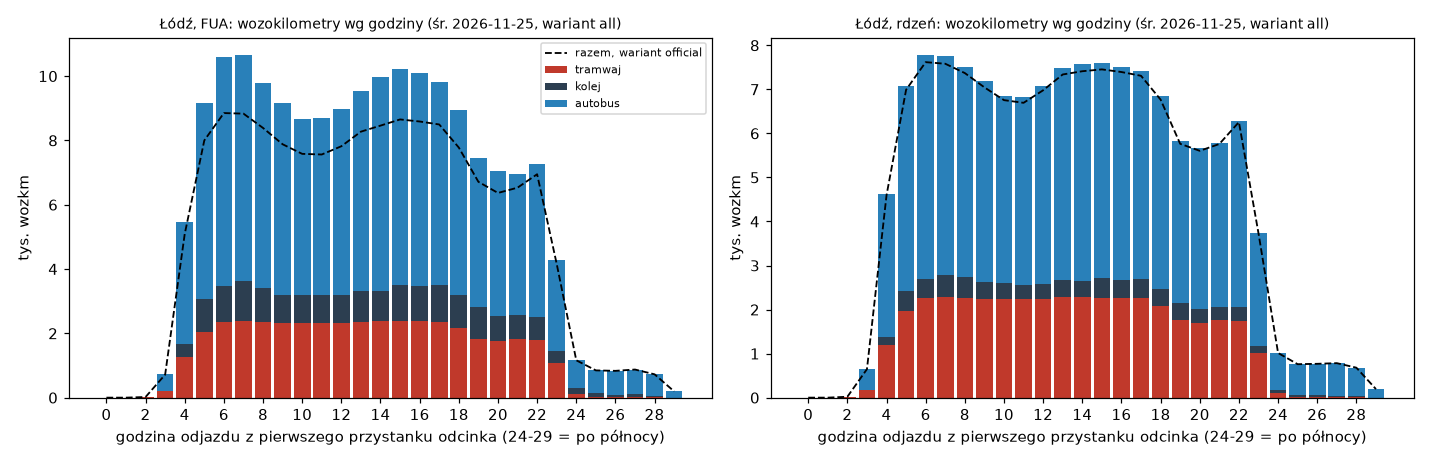 Łódź, FUA: wozokilometry wg godziny (śr. 2026-11-25, wariant all)
tys. wozkm
10
8
6
4
2
0
razem, wariant official
tramwaj
kolej
autobus
0 2 4 6 8 10 12 14 16 18 20 22 24 26 28
godzina odjazdu z pierwszego przystanku odcinka (24-29 = po północy)
Łódź, rdzeń: wozokilometry wg godziny (śr. 2026-11-25, wariant all)
tys. wozkm
8
7
6
5
4
3
2
1
0
0 2 4 6 8 10 12 14 16 18 20 22 24 26 28
godzina odjazdu z pierwszego przystanku odcinka (24-29 = po północy)